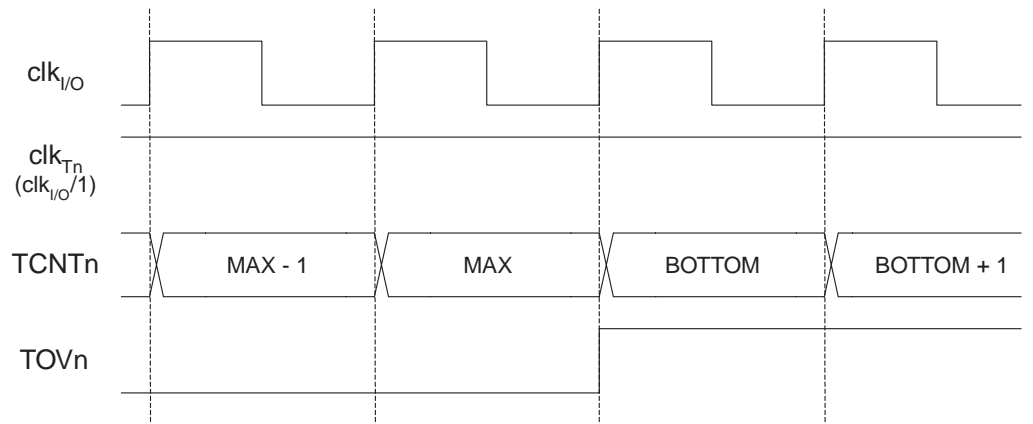 clkI/O
clkTn
(clkI/O/1)
TCNTn MAX - 1 MAX BOTTOM BOTTOM + 1
TOVn